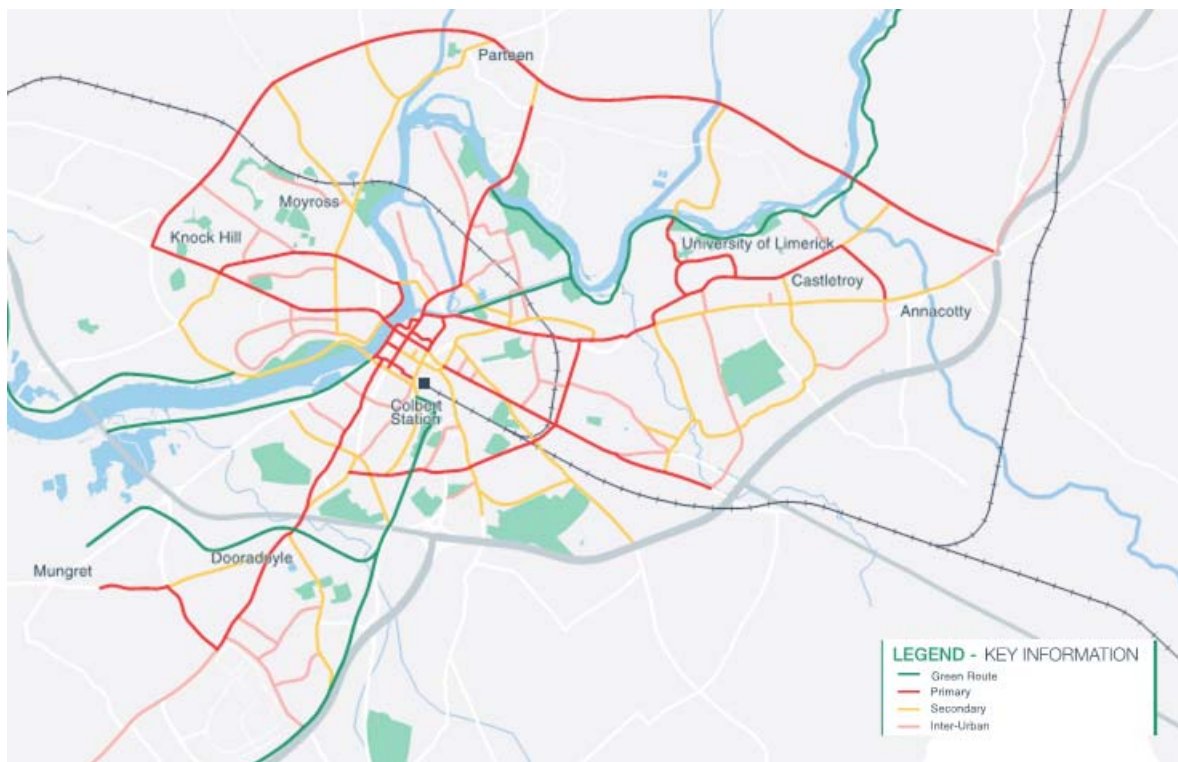 Parteen
Moyross
Knock Hill
University of Limerick
Castletroy
Annacotty
Colbert
Station
Dooradoyle
Mungret
LEGEND - KEY INFORMATION
Green Route
Primary
Secondary
Inter-Urban